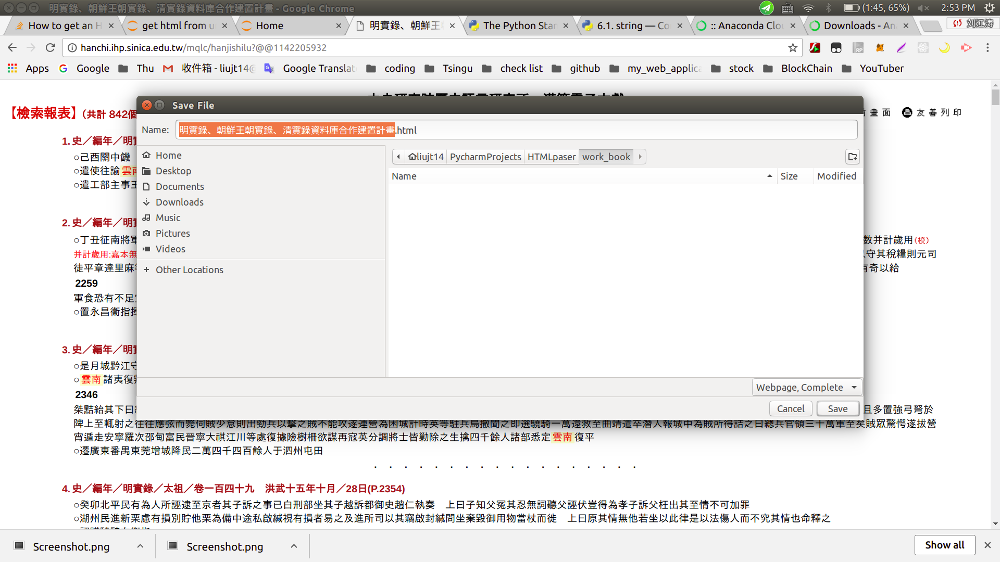 明實錄、朝鮮王朝實錄、清實錄資料庫合作建置計畫 - Google Chrome
(1:45, 65%)
2:53 PM
How to get an H
get html from u
Home
明實錄、朝鮮王
The Python Stan
6.1. string — Co
:: Anaconda Clou
Downloads - An
刘江涛
hanchi.ihp.sinica.edu.tw/mqlc/hanjishilu?@@1142205932
Apps
Google
Thu
收件箱 - liujt14@
Google Translat
coding
Tsingu
check list
github
my_web_applica
stock
BlockChain
YouTuber
【檢索報表】(共計 842個
畫面
友善列印
Save File
Name:
明實錄、朝鮮王朝實錄、清實錄資料庫合作建置計畫.html
Home
Desktop
Documents
Downloads
Music
Pictures
Videos
Other Locations
liujt14
PycharmProjects
HTMLpaser
work_book
Name
Size
Modified
Webpage, Complete
Cancel
Save
1. 史／編年／明
○己酉關中饑
○遣使往諭雲南
○遣工部主事王
2. 史／編年／明
○丁丑征南將軍
数并計歲用(校)
并計歲用:嘉本無
守其稅糧則元司
徒平章達里麻等
有奇以給
2259
軍食恐有不足
○置永昌衞指揮
3. 史／編年／明
○是月城黔江守
○雲南諸夷復
2346
桀黠紿其下曰
且多置強弓弩於
陴上至輒射之往往應弦而斃伺賊少怠則出勁兵以擊之賊不能攻遂連營為困城計時英等駐兵烏撒聞之即選驍騎一萬還救至曲靖遣卒潛入報城中為賊所得詰之曰總兵官領三十萬軍至矣賊眾驚愕遂拔營
宵遁走安寧羅次邵甸富民晉寧大祺江川等處復據險樹柵欲謀再寇英分調將士皆勦除之生擒四千餘人諸部悉定雲南復平
○遷廣東番禺東莞增城降民二萬四千四百餘人于泗州屯田
. . . . . . . . . . . . . . . . . .
4. 史／編年／明實錄／太祖／卷一百四十九　洪武十五年十月／28日(P.2354)
○癸卯北平民有為人所誣逮至京者其子訴之事已白刑部坐其子越訴都御史趙仁執奏　上曰子知父冤其忍無詞聽父誣伏豈得為孝子訴父枉出其至情不可加罪
○湖州民進新栗慮有損別貯他栗為備中途私啟緘視有損者易之及進所司以其竊啟封緘問坐棄毀御用物當杖而徙　上曰原其情無他若坐以此律是以法傷人而不究其情也命釋之
Screenshot.png
Screenshot.png
Show all